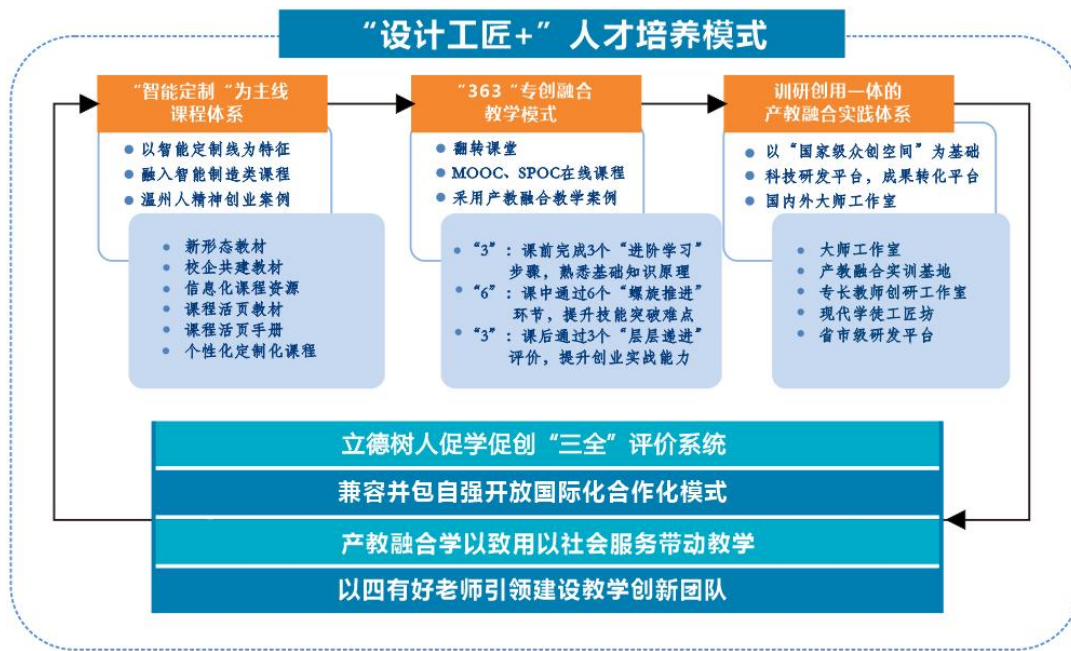 “设计工匠+”人才培养模式
“智能定制“为主线
课程体系
以智能定制线为特征
融入智能制造类课程
温州人精神创业案例
新形态教材
校企共建教材
信息化课程资源
课程活页教材
课程活页手册
个性化定制化课程
“363“专创融合
教学模式
翻转课堂
MOOC、SPOC在线课程
采用产教融合教学案例
“3”：课前完成3个“进阶学习”
步骤，熟悉基础知识原理
“6”：课中通过6个“螺旋推进”
环节，提升技能突破难点
“3”：课后通过3个“层层递进”
评价，提升创业实战能力
训研创用一体的
产教融合实践体系
以“国家级众创空间”为基础
科技研发平台，成果转化平台
国内外大师工作室
大师工作室
产教融合实训基地
专长教师创研工作室
现代学徒工匠坊
省市级研发平台
立德树人促学促创“三全”评价系统
兼容并包自强开放国际化合作化模式
产教融合学以致用以社会服务带动教学
以四有好老师引领建设教学创新团队